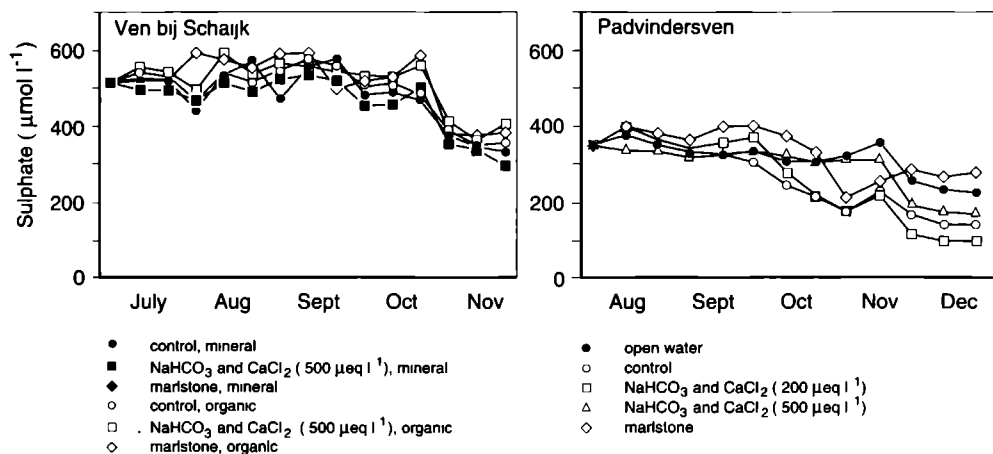 Ven bij Schaijk
Padvindersven
Sulphate ( µmol l⁻¹)
600
400
200
0
600
400
200
0
July Aug Sept Oct Nov
Aug Sept Oct Nov Dec
control, mineral
NaHCO₃ and CaCl₂ ( 500 µeq l ¹), mineral
marlstone, mineral
control, organic
NaHCO₃ and CaCl₂ ( 500 µeq l ¹), organic
marlstone, organic
open water
control
NaHCO₃ and CaCl₂ ( 200 µeq l ¹)
NaHCO₃ and CaCl₂ ( 500 µeq l ¹)
marlstone